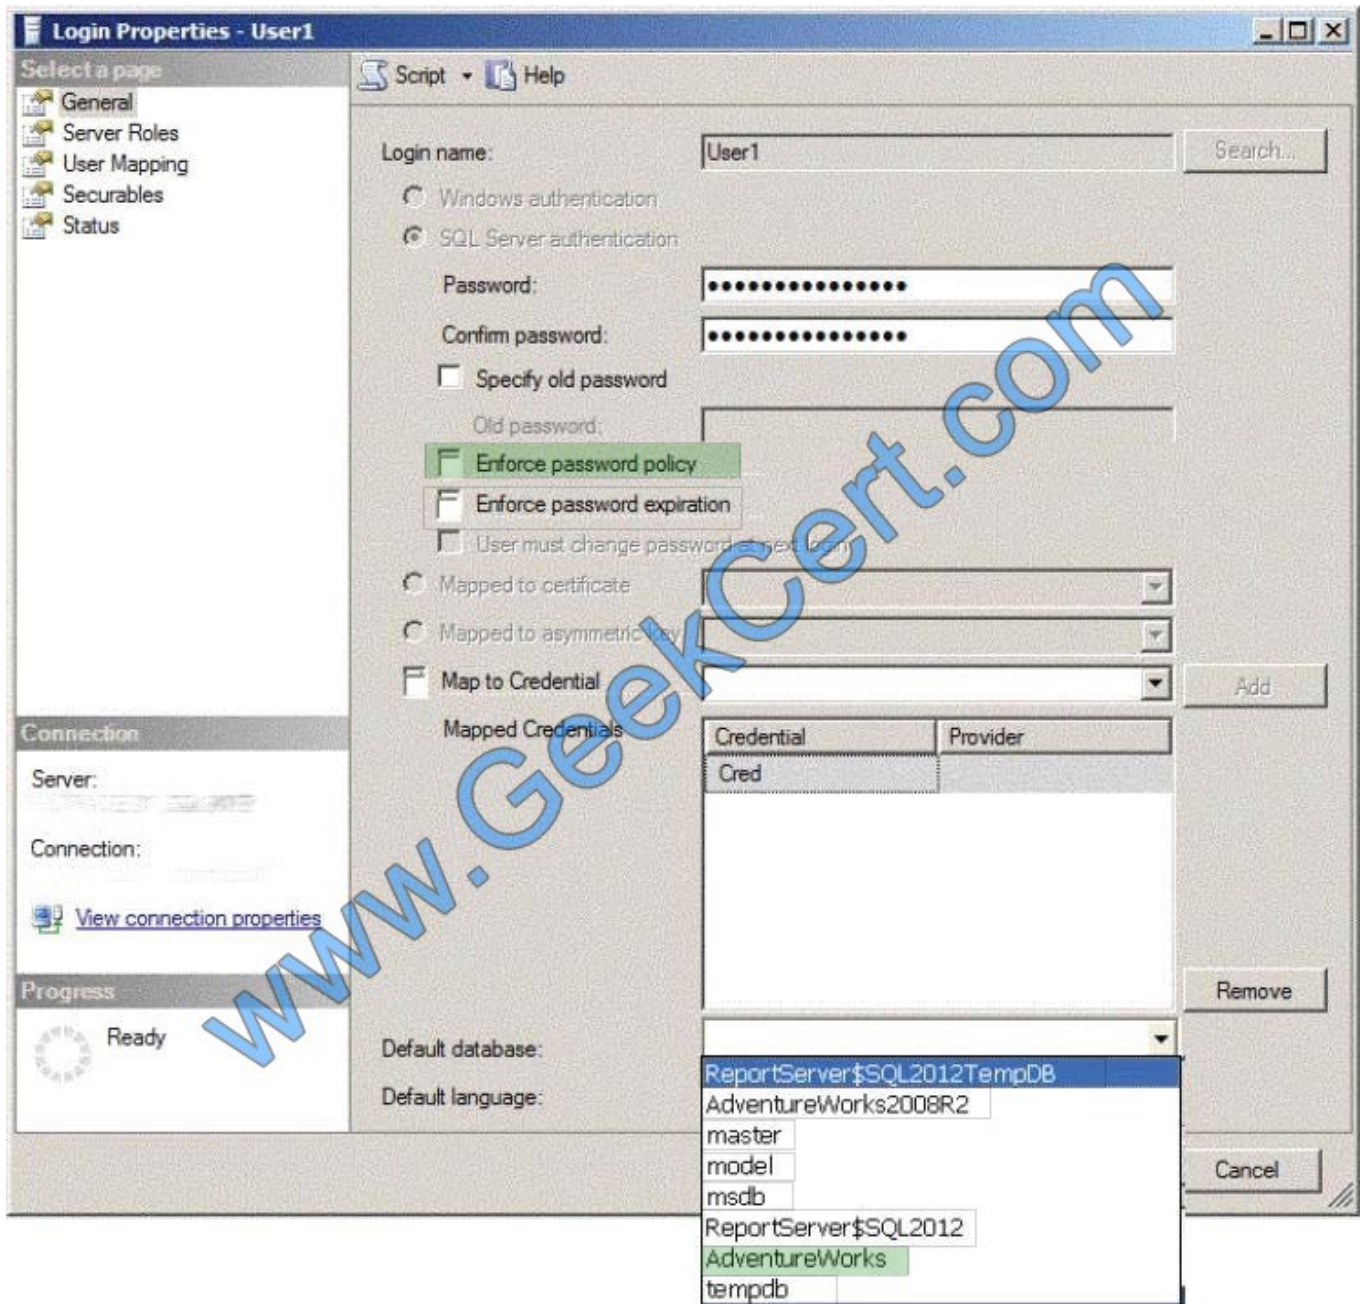 Login Properties - User1
Select a page
General
Server Roles
User Mapping
Securables
Status
Connection
Server:
Connection:
View connection properties
Progress
Ready
Script
Help
Login name:
User1
Search...
Windows authentication
SQL Server authentication
Password:
Confirm password:
Specify old password
Old password:
Enforce password policy
Enforce password expiration
User must change password at next login
Mapped to certificate
Mapped to asymmetric key
Map to Credential
Add
Mapped Credentials
Credential Provider
Cred
Remove
Default database:
Default language:
ReportServer$SQL2012TempDB
AdventureWorks2008R2
master
model
msdb
ReportServer$SQL2012
AdventureWorks
tempdb
Cancel
www.GeekCert.com